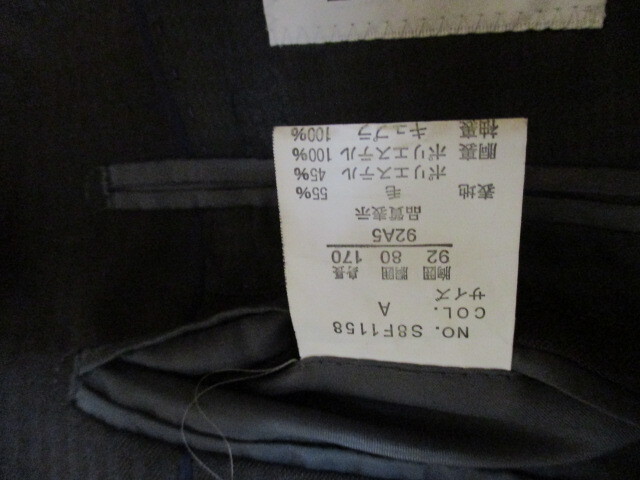 NO. S8F1158
COL. A
サイズ
胸囲 胴囲 身長
92 80 170
92A5
品質表示
表地 毛 55%
ポリエステル 45%
胴裏 ポリエステル 100%
袖裏 キュプラ 100%